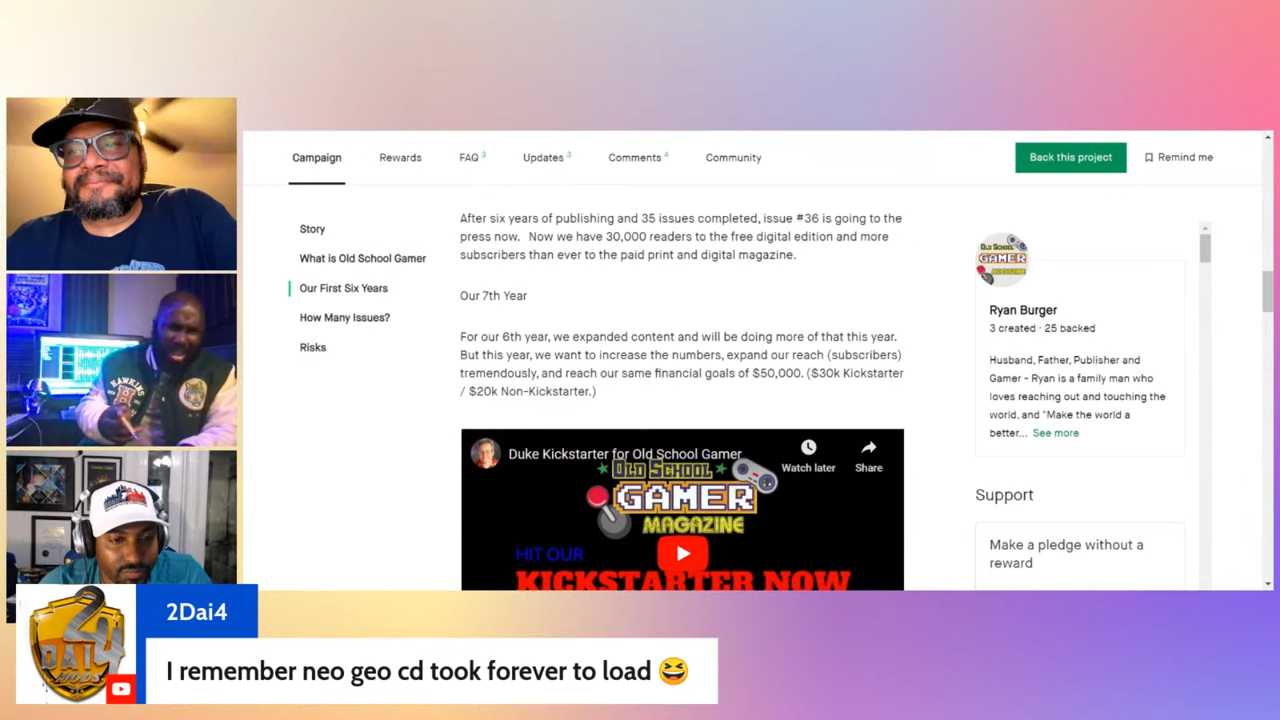 Campaign
Rewards
FAQ 3
Updates 3
Comments 4
Community
Back this project
Remind me
Story
What is Old School Gamer
Our First Six Years
How Many Issues?
Risks
After six years of publishing and 35 issues completed, issue #36 is going to the
press now. Now we have 30,000 readers to the free digital edition and more
subscribers than ever to the paid print and digital magazine.
Our 7th Year
For our 6th year, we expanded content and will be doing more of that this year.
But this year, we want to increase the numbers, expand our reach (subscribers)
tremendously, and reach our same financial goals of $50,000. ($30k Kickstarter
/ $20k Non-Kickstarter.)
Duke Kickstarter for Old School Gamer
Watch later
Share
OLD SCHOOL
GAMER
MAGAZINE
HIT OUR
KICKSTARTER NOW
OLD SCHOOL
GAMER
MAGAZINE
Ryan Burger
3 created · 25 backed
Husband, Father, Publisher and
Gamer - Ryan is a family man who
loves reaching out and touching the
world, and "Make the world a
better... See more
Support
Make a pledge without a
reward
HAWKINS
24
DAI
MODS
2Dai4
I remember neo geo cd took forever to load 😆